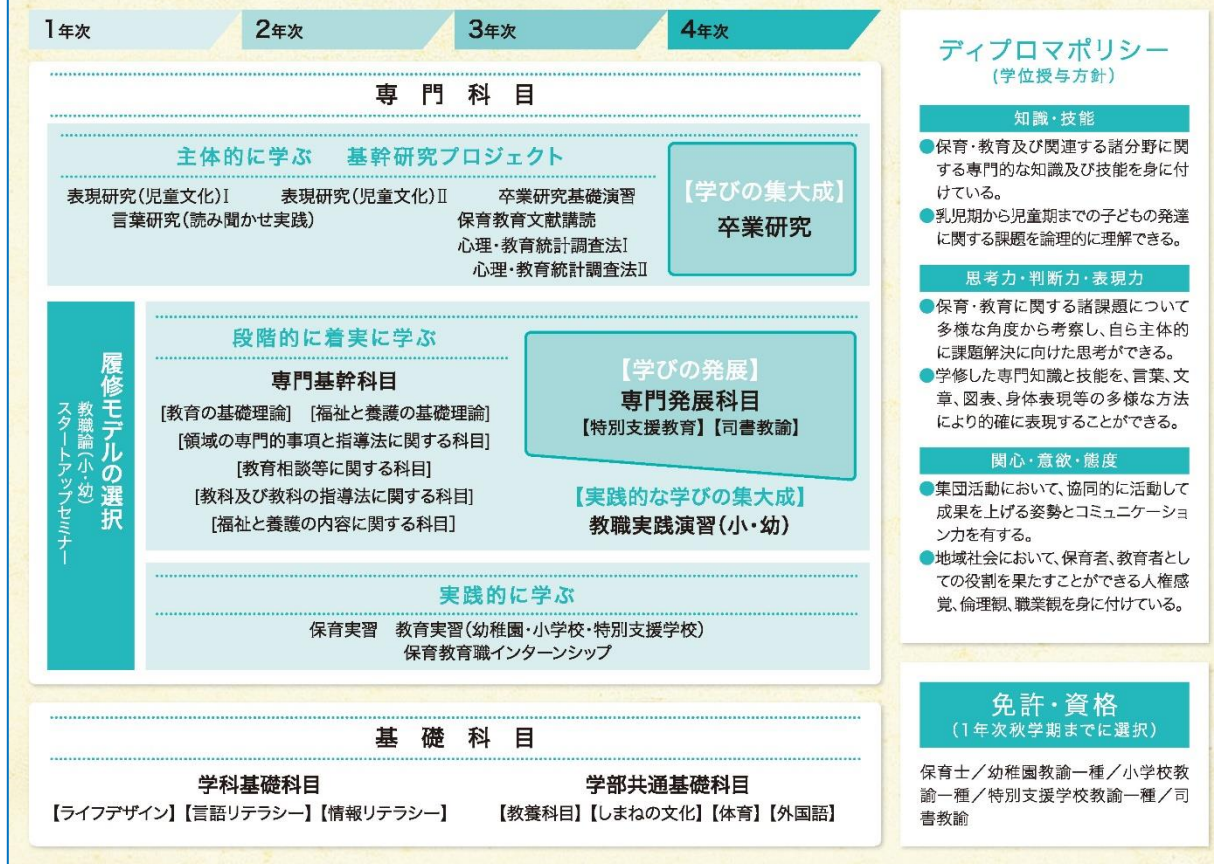 1年次 2年次 3年次 4年次
専門科目
主体的に学ぶ 基幹研究プロジェクト
表現研究(児童文化)Ⅰ 表現研究(児童文化)Ⅱ 卒業研究基礎演習
言葉研究(読み聞かせ実践) 保育教育文献講読
心理・教育統計調査法Ⅰ
心理・教育統計調査法Ⅱ
【学びの集大成】
卒業研究
履修モデルの選択
教職論(小・幼)
スタートアップセミナー
段階的に着実に学ぶ
専門基幹科目
[教育の基礎理論] [福祉と養護の基礎理論]
[領域の専門的事項と指導法に関する科目]
[教育相談等に関する科目]
[教科及び教科の指導法に関する科目]
[福祉と養護の内容に関する科目]
【学びの発展】
専門発展科目
【特別支援教育】【司書教諭】
【実践的な学びの集大成】
教職実践演習(小・幼)
実践的に学ぶ
保育実習 教育実習(幼稚園・小学校・特別支援学校)
保育教育職インターンシップ
基礎科目
学科基礎科目
【ライフデザイン】【言語リテラシー】【情報リテラシー】
学部共通基礎科目
【教養科目】【しまねの文化】【体育】【外国語】
ディプロマポリシー
(学位授与方針)
知識・技能
●保育・教育及び関連する諸分野に関
する専門的な知識及び技能を身に付
けている。
●乳児期から児童期までの子どもの発達
に関する課題を論理的に理解できる。
思考力・判断力・表現力
●保育・教育に関する諸課題について
多様な角度から考察し、自ら主体的
に課題解決に向けた思考ができる。
●学修した専門知識と技能を、言葉、文
章、図表、身体表現等の多様な方法
により的確に表現することができる。
関心・意欲・態度
●集団活動において、協同的に活動して
成果を上げる姿勢とコミュニケーショ
ン力を有する。
●地域社会において、保育者、教育者とし
ての役割を果たすことができる人権感
覚、倫理観、職業観を身に付けている。
免許・資格
(1年次秋学期までに選択)
保育士／幼稚園教諭一種／小学校教
諭一種／特別支援学校教諭一種／司
書教諭